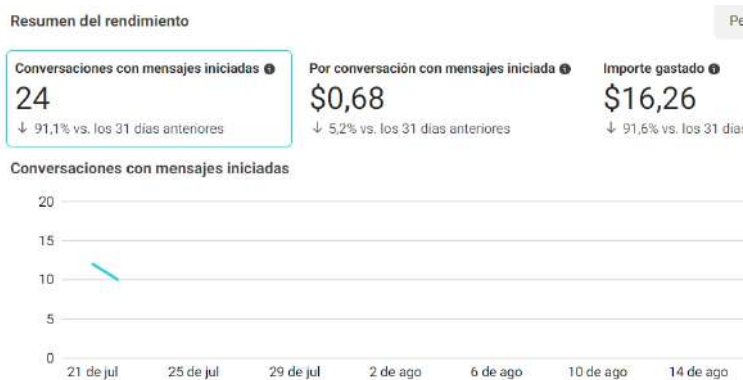 Resumen del rendimiento
Conversaciones con mensajes iniciadas
24
↓ 91,1% vs. los 31 días anteriores
Por conversación con mensajes iniciada
$0,68
↓ 5,2% vs. los 31 días anteriores
Importe gastado
$16,26
↓ 91,6% vs. los 31
Conversaciones con mensajes iniciadas
20
15
10
5
0
21 de jul 25 de jul 29 de jul 2 de ago 6 de ago 10 de ago 14 de ago